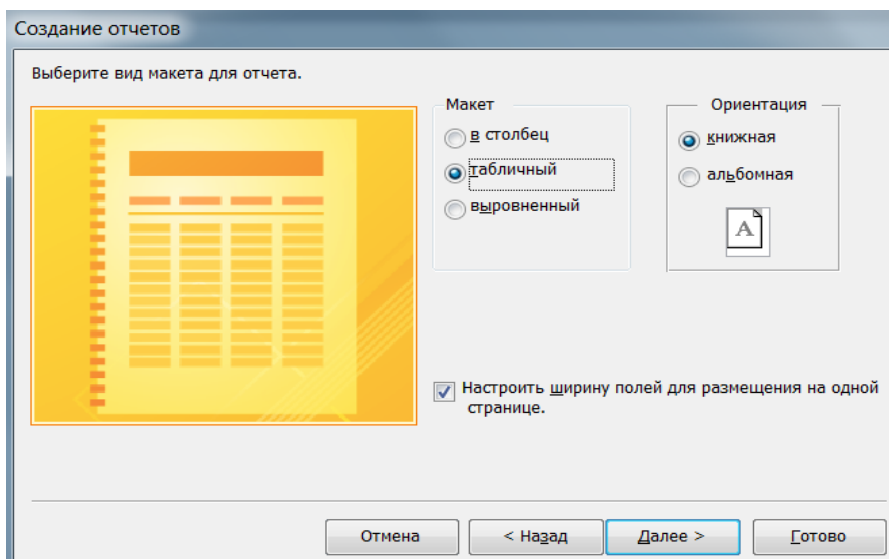 Создание отчетов
Выберите вид макета для отчета.
Макет
в столбец
табличный
выровненный
Ориентация
книжная
альбомная
A
Настроить ширину полей для размещения на одной
странице.
Отмена
< Назад
Далее >
Готово